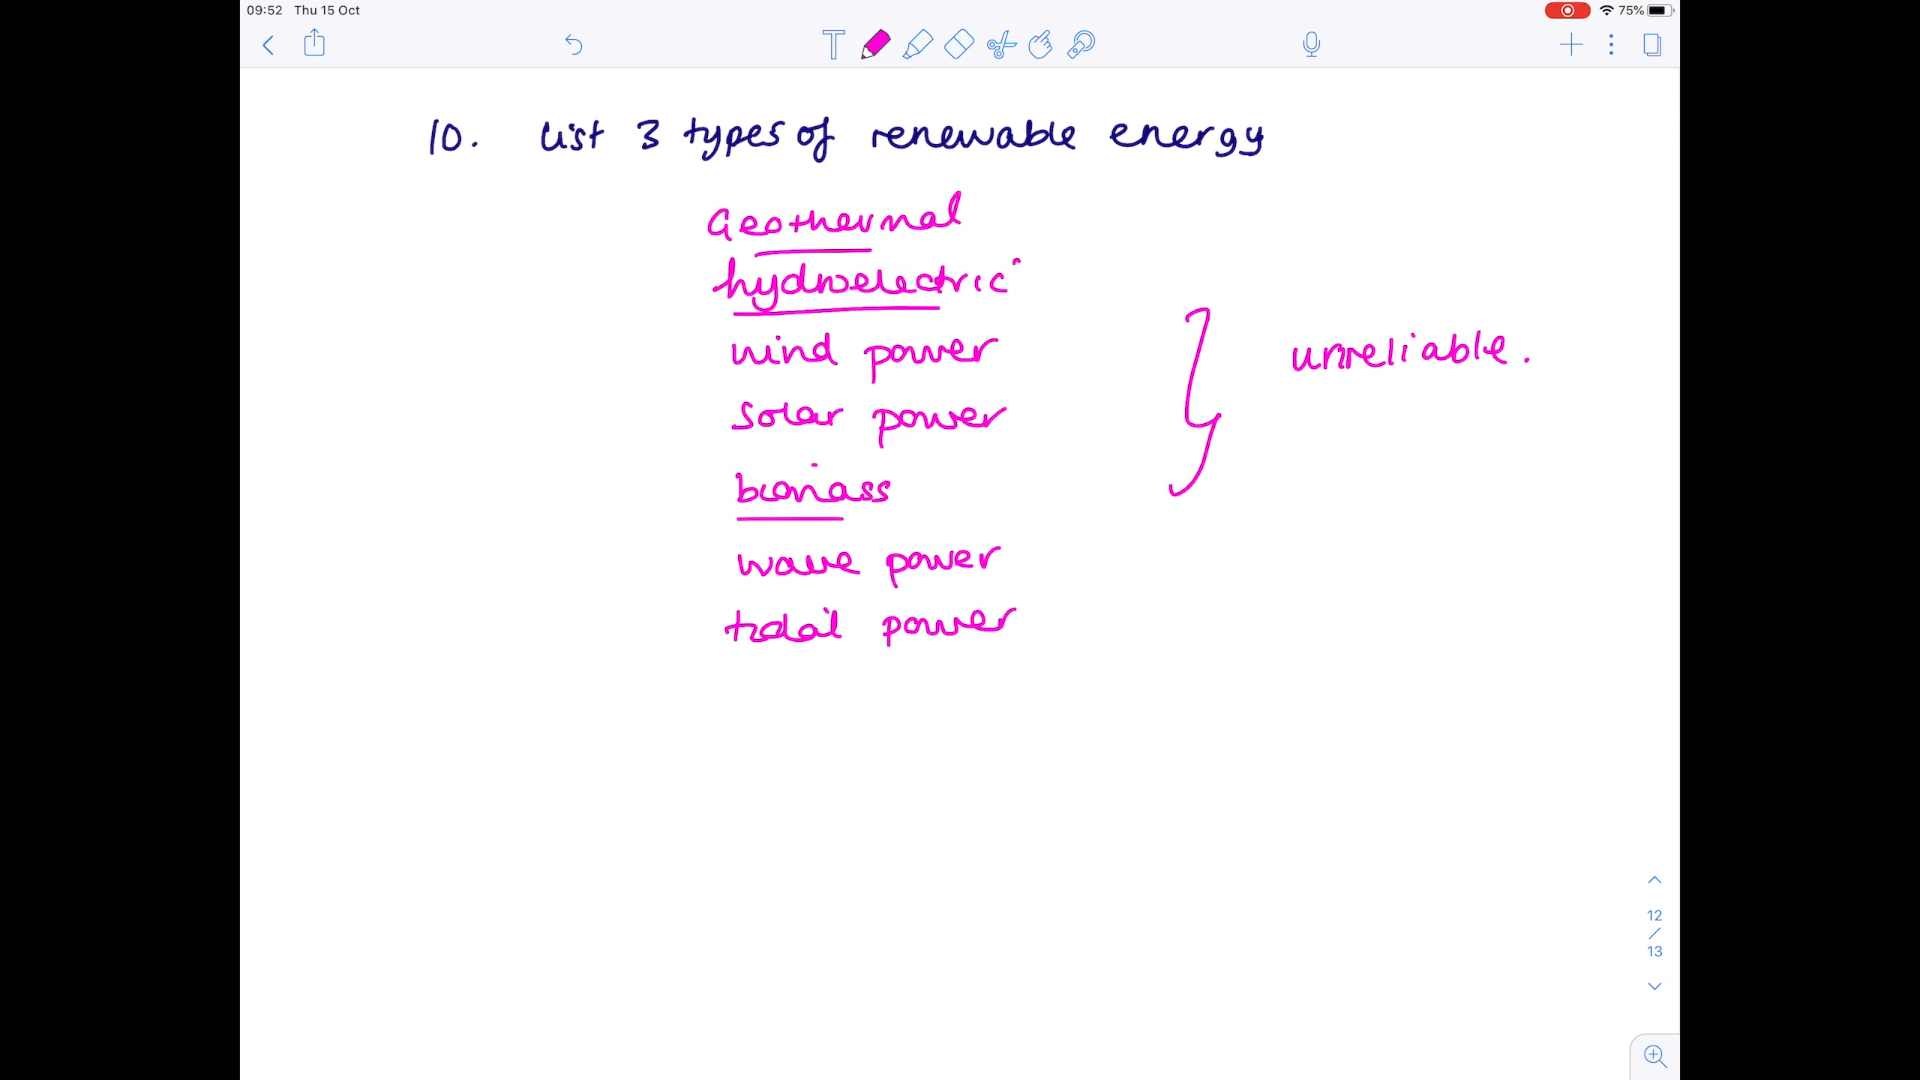 09:52 Thu 15 Oct
75%
T
10. list 3 types of renewable energy
Geothermal
hydroelectric
wind power
unreliable.
solar power
biomass
wave power
tidal power
12
/
13